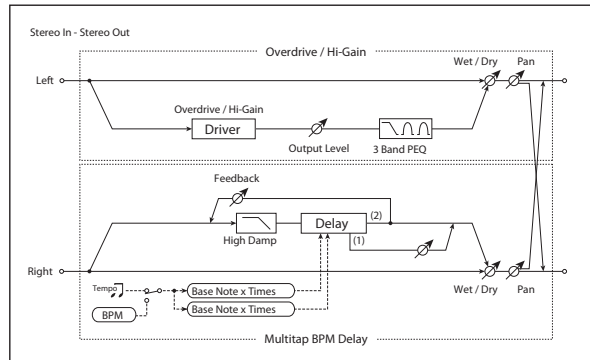 Stereo In - Stereo Out
Overdrive / Hi-Gain
Wet / Dry
Pan
Left
Overdrive / Hi-Gain
Driver
Output Level
3 Band PEQ
Feedback
High Damp
Delay
(2)
(1)
Right
Wet / Dry
Pan
Tempo
BPM
Base Note x Times
Base Note x Times
Multitap BPM Delay